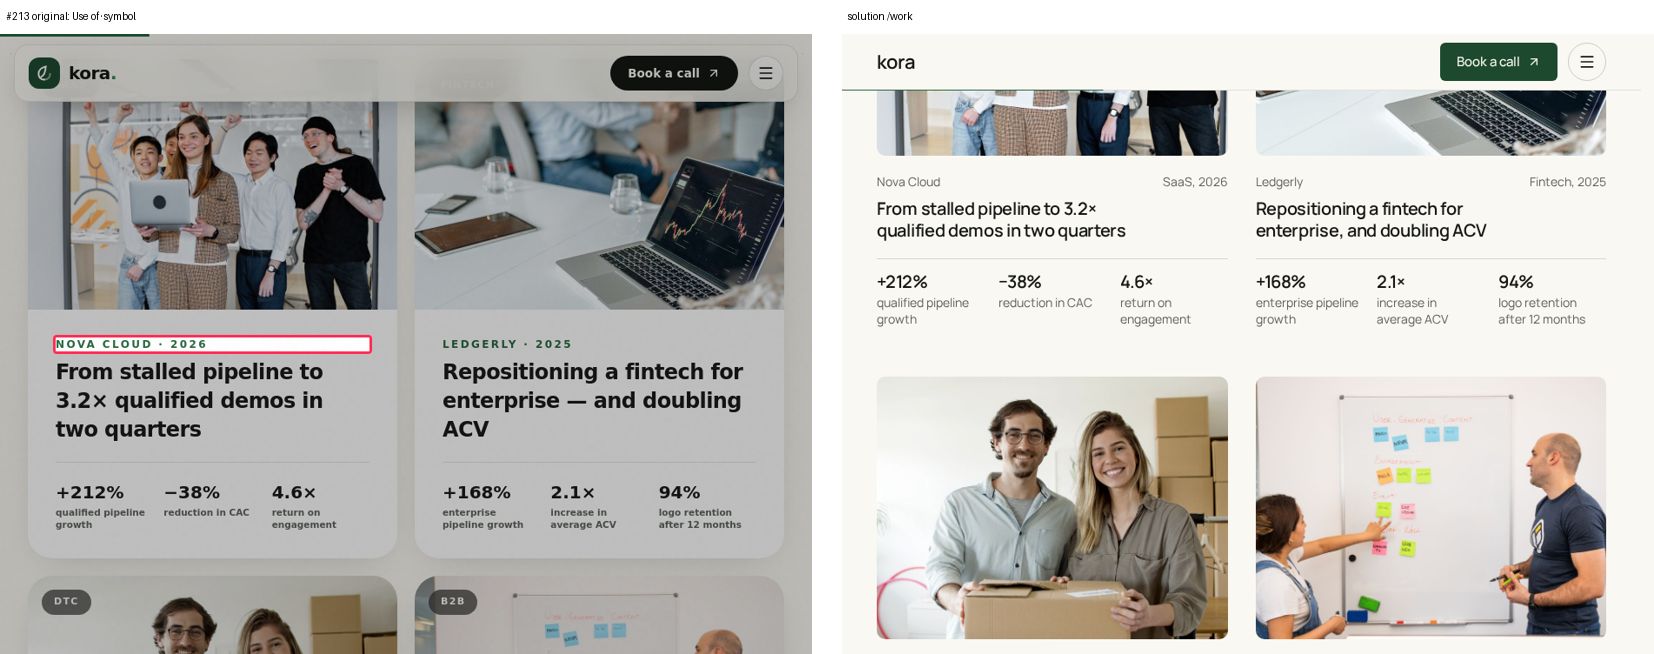 #213 original: Use of · symbol
solution /work
kora.
Book a call
FINTECH
NOVA CLOUD · 2026
From stalled pipeline to
3.2× qualified demos in
two quarters
+212%
qualified pipeline
growth
−38%
reduction in CAC
4.6×
return on
engagement
LEDGERLY · 2025
Repositioning a fintech for
enterprise — and doubling
ACV
+168%
enterprise
pipeline growth
2.1×
increase in
average ACV
94%
logo retention
after 12 months
DTC
B2B
kora
Book a call
Nova Cloud
SaaS, 2026
From stalled pipeline to 3.2×
qualified demos in two quarters
+212%
qualified pipeline
growth
−38%
reduction in CAC
4.6×
return on
engagement
Ledgerly
Fintech, 2025
Repositioning a fintech for
enterprise, and doubling ACV
+168%
enterprise pipeline
growth
2.1×
increase in
average ACV
94%
logo retention
after 12 months